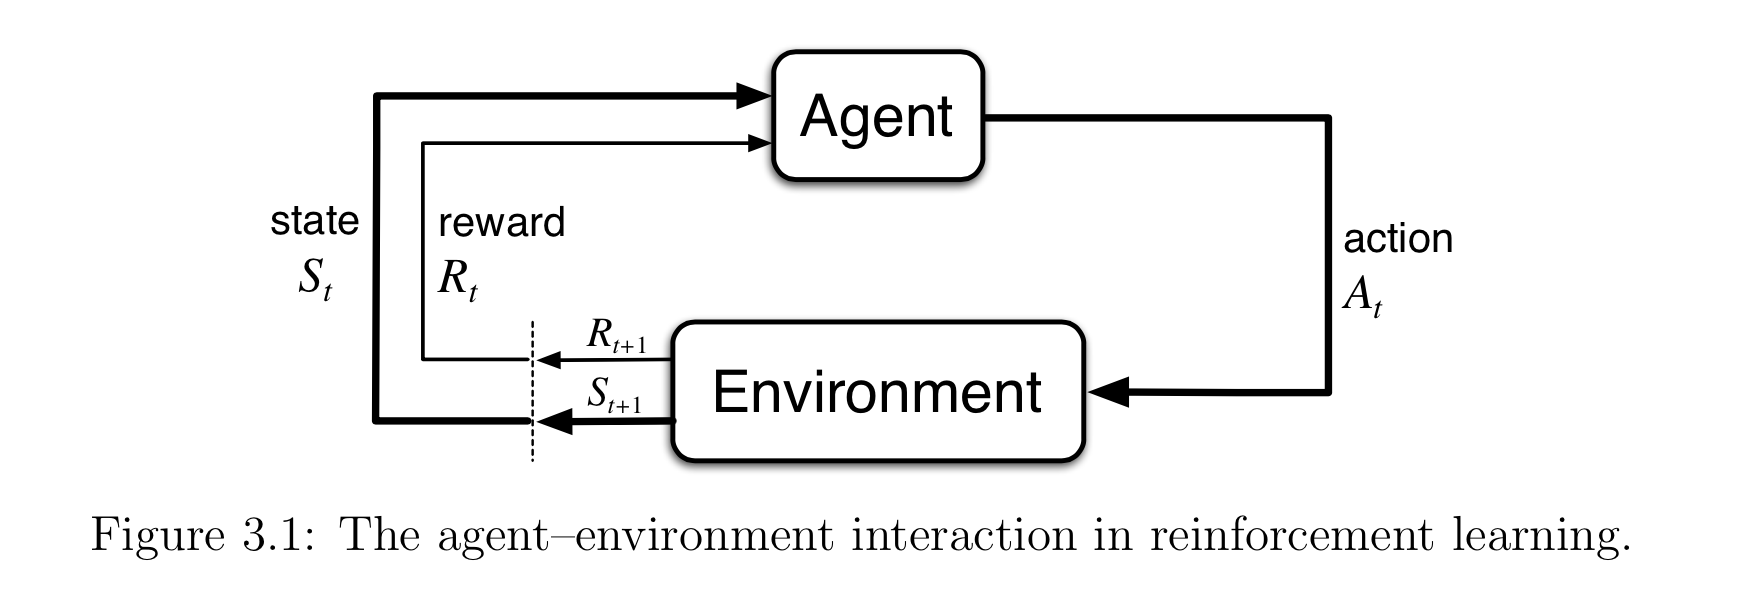 Agent
state
S_t
reward
R_t
action
A_t
R_{t+1}
S_{t+1}
Environment
Figure 3.1: The agent–environment interaction in reinforcement learning.